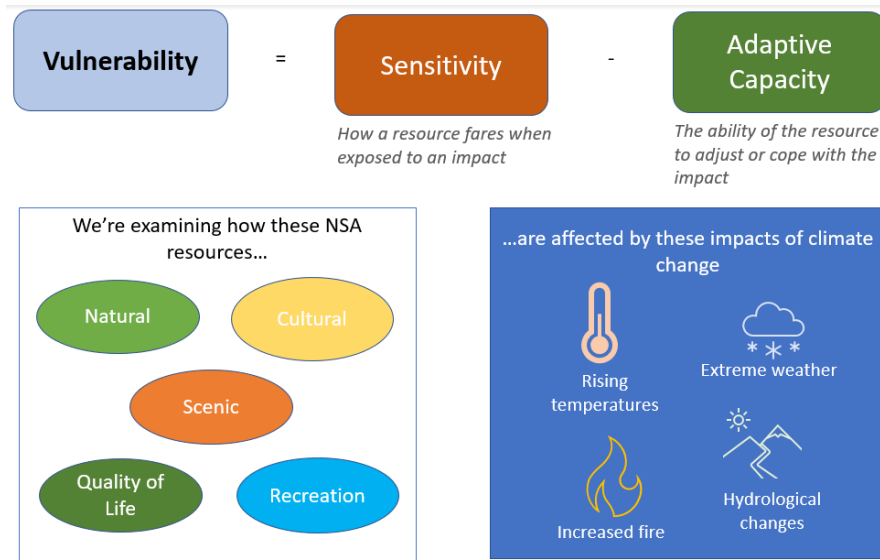 Vulnerability
=
Sensitivity
-
Adaptive
Capacity
How a resource fares when
exposed to an impact
The ability of the resource
to adjust or cope with the
impact
We’re examining how these NSA
resources…
Natural
Cultural
Scenic
Quality of
Life
Recreation
…are affected by these impacts of climate
change
Rising
temperatures
Extreme weather
Increased fire
Hydrological
changes